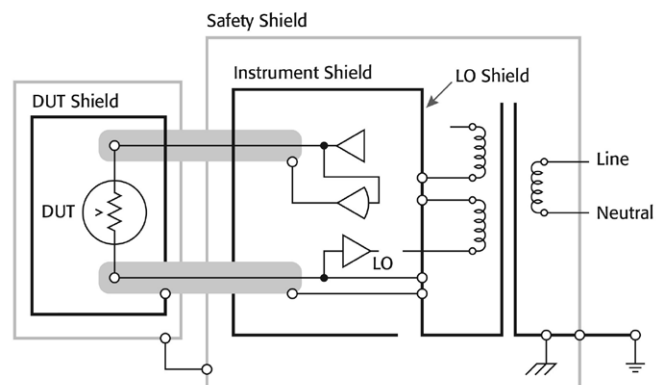 Safety Shield
Instrument Shield
LO Shield
DUT Shield
Line
DUT
Neutral
LO